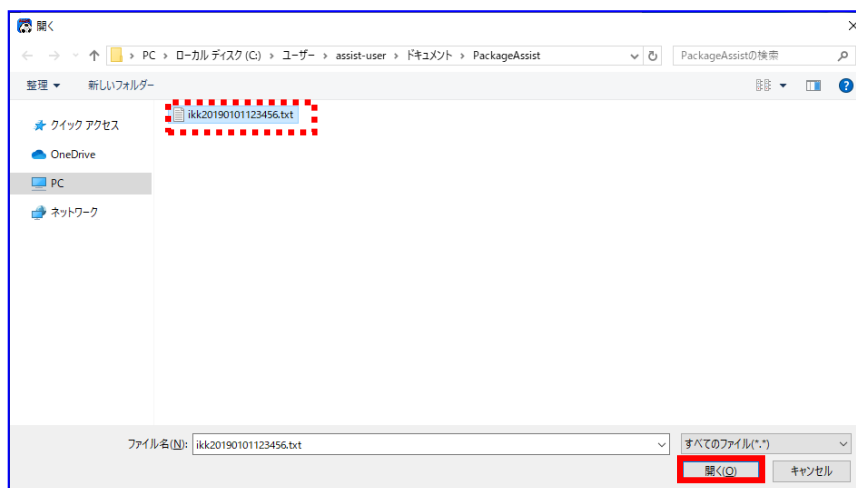 開く
PC › ローカル ディスク (C:) › ユーザー › assist-user › ドキュメント › PackageAssist
PackageAssistの検索
整理 新しいフォルダー
ikk20190101123456.txt
クイック アクセス
OneDrive
PC
ネットワーク
ファイル名(N): ikk20190101123456.txt
すべてのファイル(*.*)
開く(O) キャンセル